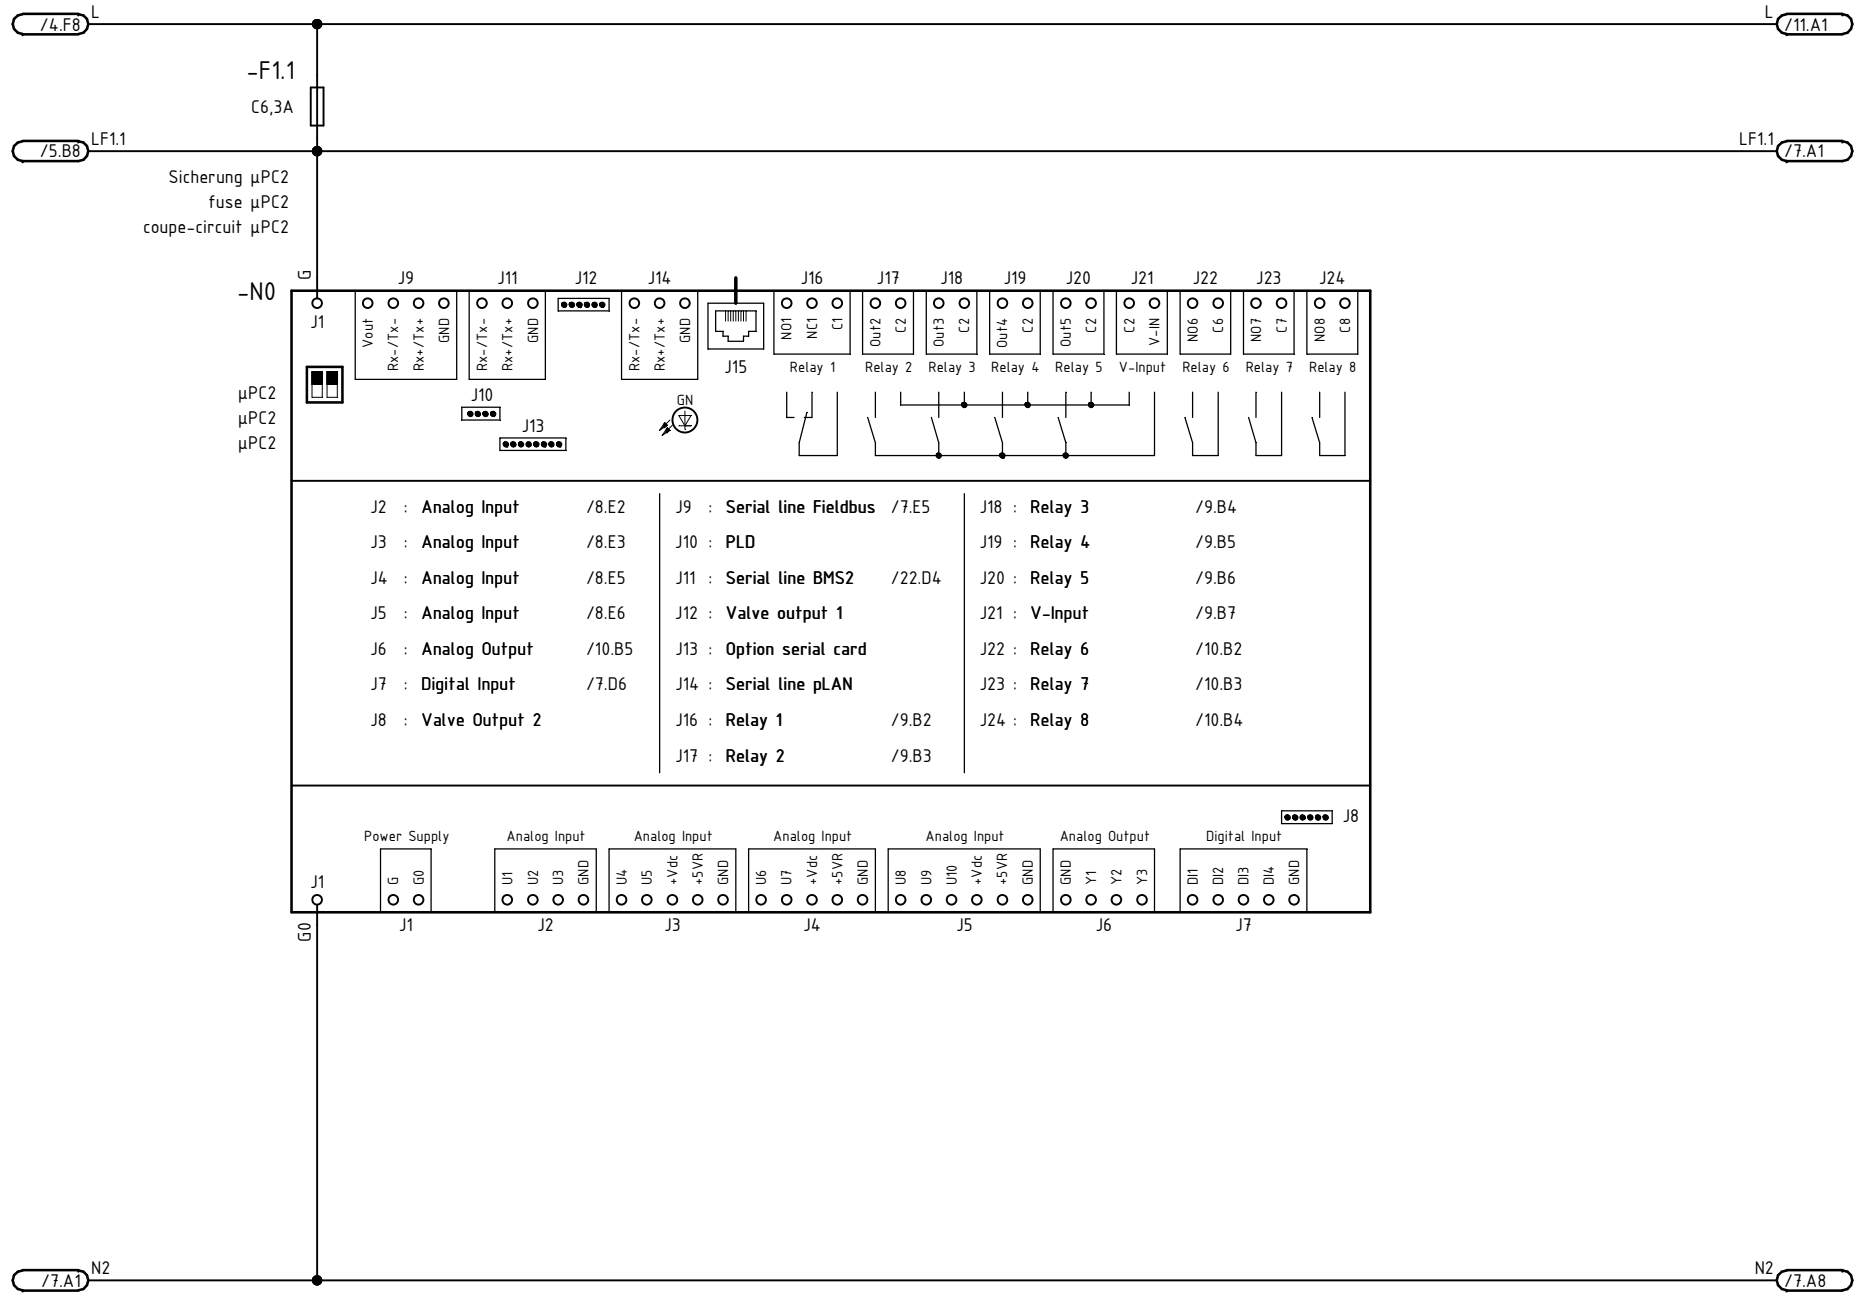 L
/4.F8
L
/11.A1
-F1.1
C6,3A
LF1.1
/5.B8
LF1.1
/7.A1
Sicherung µPC2
fuse µPC2
coupe-circuit µPC2
G
J9
J11
J12
J14
J16
J17
J18
J19
J20
J21
J22
J23
J24
-N0
J1
Vout
Rx-/Tx-
Rx+/Tx+
GND
Rx-/Tx-
Rx+/Tx+
GND
Rx-/Tx-
Rx+/Tx+
GND
J15
NO1
NC1
C1
Out2
C2
Out3
C2
Out4
C2
Out5
C2
C2
V-IN
NO6
C6
NO7
C7
NO8
C8
Relay 1
Relay 2
Relay 3
Relay 4
Relay 5
V-Input
Relay 6
Relay 7
Relay 8
µPC2
µPC2
µPC2
J10
J13
GN
J2 : Analog Input /8.E2
J3 : Analog Input /8.E3
J4 : Analog Input /8.E5
J5 : Analog Input /8.E6
J6 : Analog Output /10.B5
J7 : Digital Input /7.D6
J8 : Valve Output 2
J9 : Serial line Fieldbus /7.E5
J10 : PLD
J11 : Serial line BMS2 /22.D4
J12 : Valve output 1
J13 : Option serial card
J14 : Serial line pLAN
J16 : Relay 1 /9.B2
J17 : Relay 2 /9.B3
J18 : Relay 3 /9.B4
J19 : Relay 4 /9.B5
J20 : Relay 5 /9.B6
J21 : V-Input /9.B7
J22 : Relay 6 /10.B2
J23 : Relay 7 /10.B3
J24 : Relay 8 /10.B4
J8
Power Supply
Analog Input
Analog Input
Analog Input
Analog Input
Analog Output
Digital Input
J1
G
G0
U1
U2
U3
GND
U4
U5
+Vdc
+5VR
GND
U6
U7
+Vdc
+5VR
GND
U8
U9
U10
+Vdc
+5VR
GND
GND
Y1
Y2
Y3
DI1
DI2
DI3
DI4
GND
G0
J1
J2
J3
J4
J5
J6
J7
N2
/7.A1
N2
/7.A8